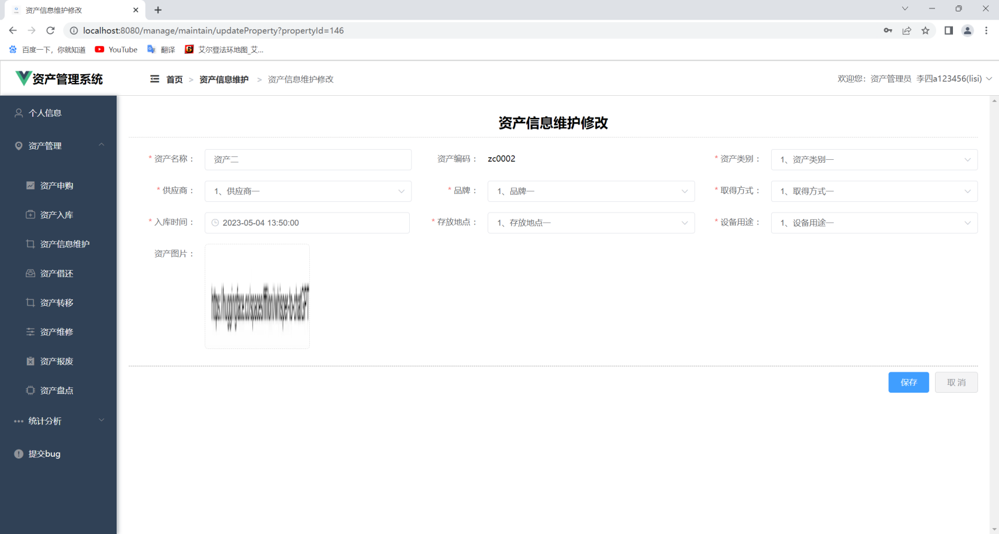 资产信息维护修改
localhost:8080/manage/maintain/updateProperty?propertyId=146
百度一下，你就知道 YouTube 翻译 艾尔登法环地图_艾...
资产管理系统 首页 > 资产信息维护 > 资产信息维护修改 欢迎您：资产管理员 李四a123456(lisi)
个人信息
资产管理
资产申购
资产入库
资产信息维护
资产借还
资产转移
资产维修
资产报废
资产盘点
统计分析
提交bug
资产信息维护修改
* 资产名称： 资产二 资产编码： zc0002 * 资产类别： 1、资产类别一
* 供应商： 1、供应商一 * 品牌： 1、品牌一 * 取得方式： 1、取得方式一
* 入库时间： 2023-05-04 13:50:00 * 存放地点： 1、存放地点一 * 设备用途： 1、设备用途一
资产图片：
https://huggingface.co/spaces/fffiloni/whisper-to-chatGPT
保存 取消